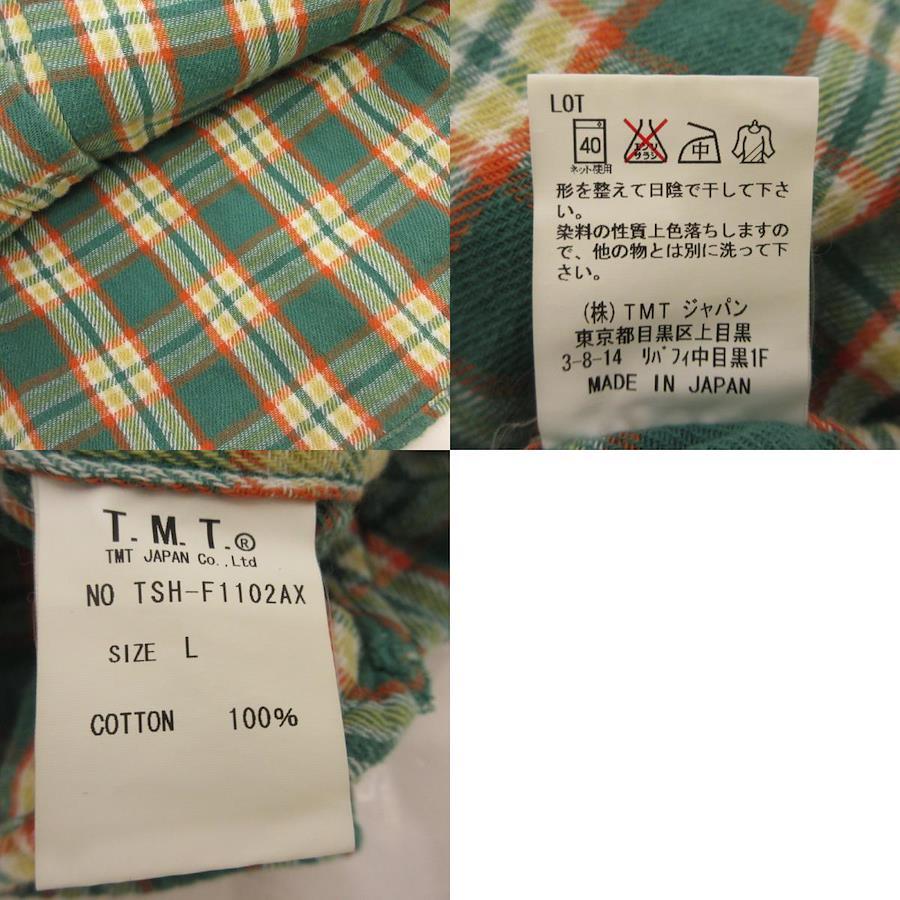 LOT
40
ネット使用
エンソ
サラシ
中
形を整えて日陰で干して下さ
い。
染料の性質上色落ちしますの
で、他の物とは別に洗って下
さい。
(株)TMT ジャパン
東京都目黒区上目黒
3-8-14 ﾘﾊﾞﾌｨ中目黒1F
MADE IN JAPAN
T.M.T.®
TMT JAPAN Co.,Ltd
NO TSH-F1102AX
SIZE L
COTTON 100%